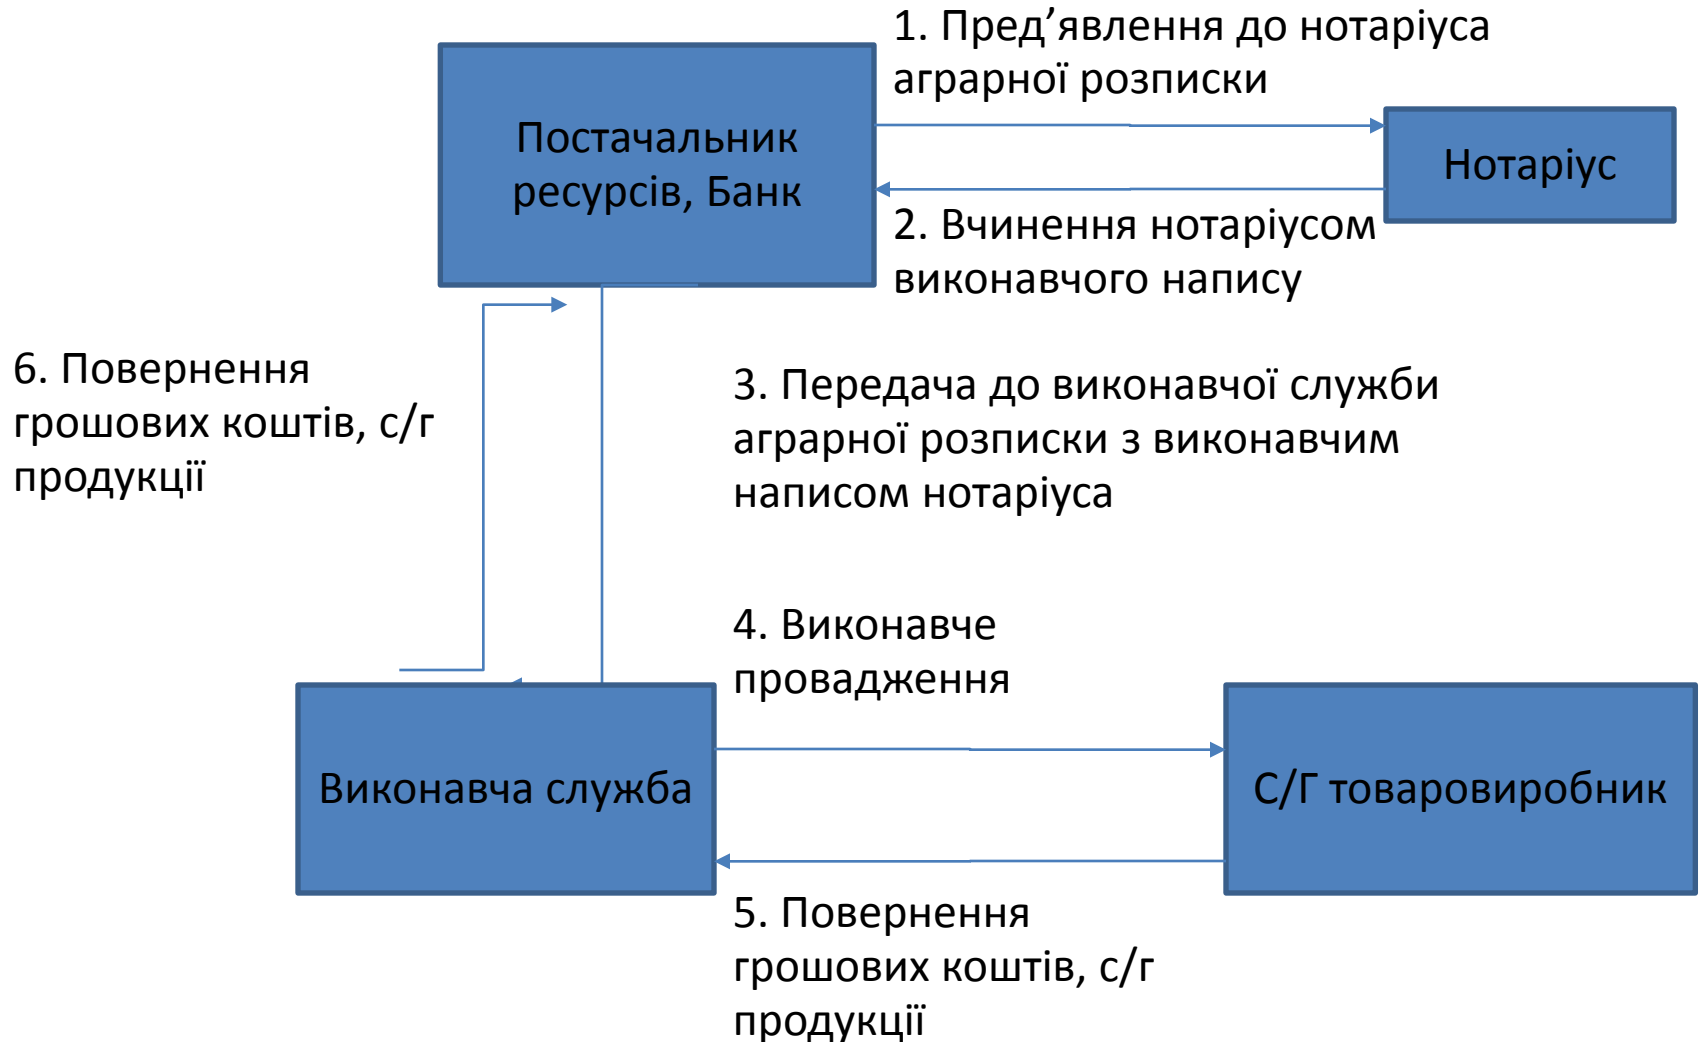 1. Пред’явлення до нотаріуса
аграрної розписки
Постачальник
ресурсів, Банк
Нотаріус
2. Вчинення нотаріусом
виконавчого напису
6. Повернення
грошових коштів, с/г
продукції
3. Передача до виконавчої служби
аграрної розписки з виконавчим
написом нотаріуса
4. Виконавче
провадження
Виконавча служба
С/Г товаровиробник
5. Повернення
грошових коштів, с/г
продукції